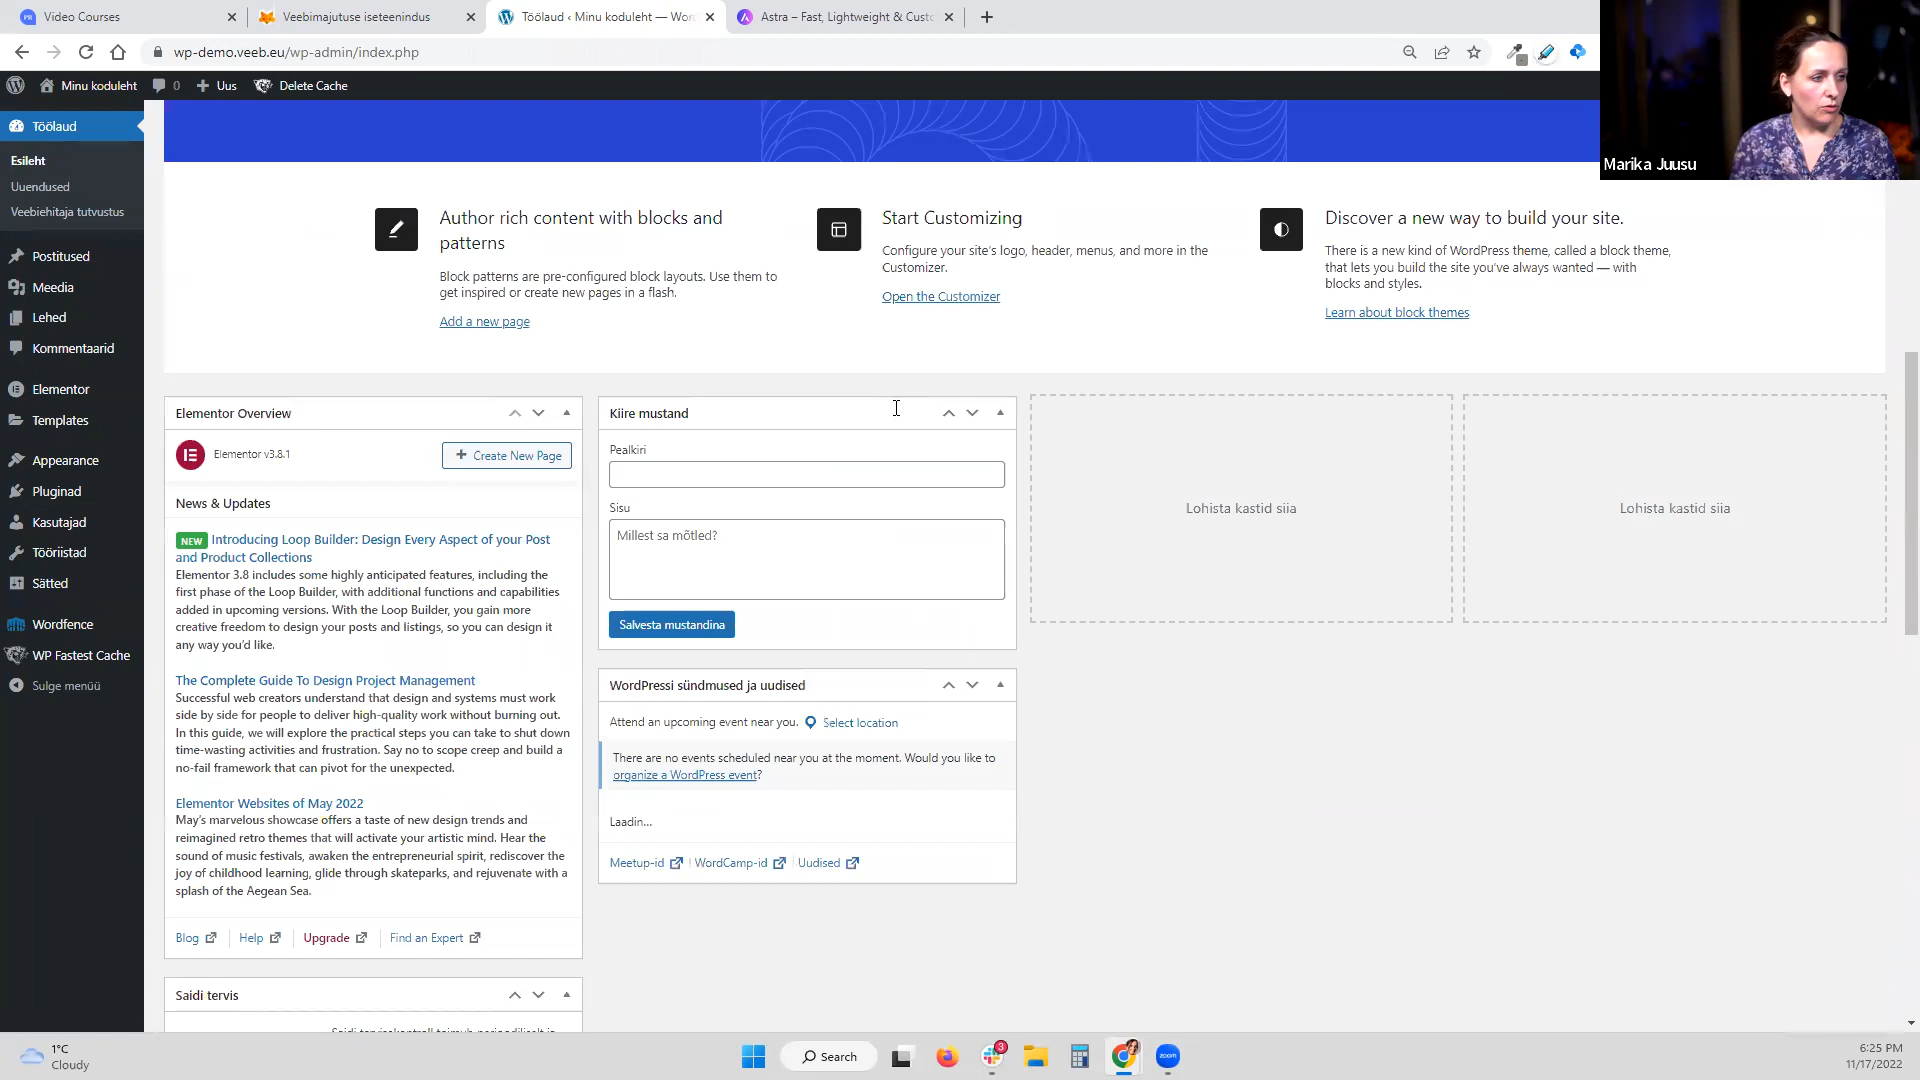 Video Courses
Veebimajutuse iseteenindus
Töölaud ‹ Minu koduleht — Wor
Astra – Fast, Lightweight & Cust
wp-demo.veeb.eu/wp-admin/index.php
Minu koduleht
0
Uus
Delete Cache
Marika Juusu
Töölaud
Esileht
Uuendused
Veebiehitaja tutvustus
Postitused
Meedia
Lehed
Kommentaarid
Elementor
Templates
Appearance
Pluginad
Kasutajad
Tööriistad
Sätted
Wordfence
WP Fastest Cache
Sulge menüü
Author rich content with blocks and
patterns
Block patterns are pre-configured block layouts. Use them to
get inspired or create new pages in a flash.
Add a new page
Start Customizing
Configure your site's logo, header, menus, and more in the
Customizer.
Open the Customizer
Discover a new way to build your site.
There is a new kind of WordPress theme, called a block theme,
that lets you build the site you've always wanted — with
blocks and styles.
Learn about block themes
Elementor Overview
Elementor v3.8.1
Create New Page
News & Updates
NEW Introducing Loop Builder: Design Every Aspect of your Post
and Product Collections
Elementor 3.8 includes some highly anticipated features, including the
first phase of the Loop Builder, with additional functions and capabilities
added in upcoming versions. With the Loop Builder, you gain more
creative freedom to design your posts and listings, so you can design it
any way you'd like.
The Complete Guide To Design Project Management
Successful web creators understand that design and systems must work
side by side for people to deliver high-quality work without burning out.
In this guide, we will explore the practical steps you can take to shut down
time-wasting activities and frustration. Say no to scope creep and build a
no-fail framework that can pivot for the unexpected.
Elementor Websites of May 2022
May's marvelous showcase offers a taste of new design trends and
reimagined retro themes that will activate your artistic mind. Hear the
sound of music festivals, awaken the entrepreneurial spirit, rediscover the
joy of childhood learning, glide through skateparks, and rejuvenate with a
splash of the Aegean Sea.
Blog
Help
Upgrade
Find an Expert
Saidi tervis
Kiire mustand
Pealkiri
Sisu
Millest sa mõtled?
Salvesta mustandina
WordPressi sündmused ja uudised
Attend an upcoming event near you. Select location
There are no events scheduled near you at the moment. Would you like to
organize a WordPress event?
Laadin...
Meetup-id | WordCamp-id | Uudised
Lohista kastid siia
Lohista kastid siia
1°C
Cloudy
Search
3
zoom
6:25 PM
11/17/2022